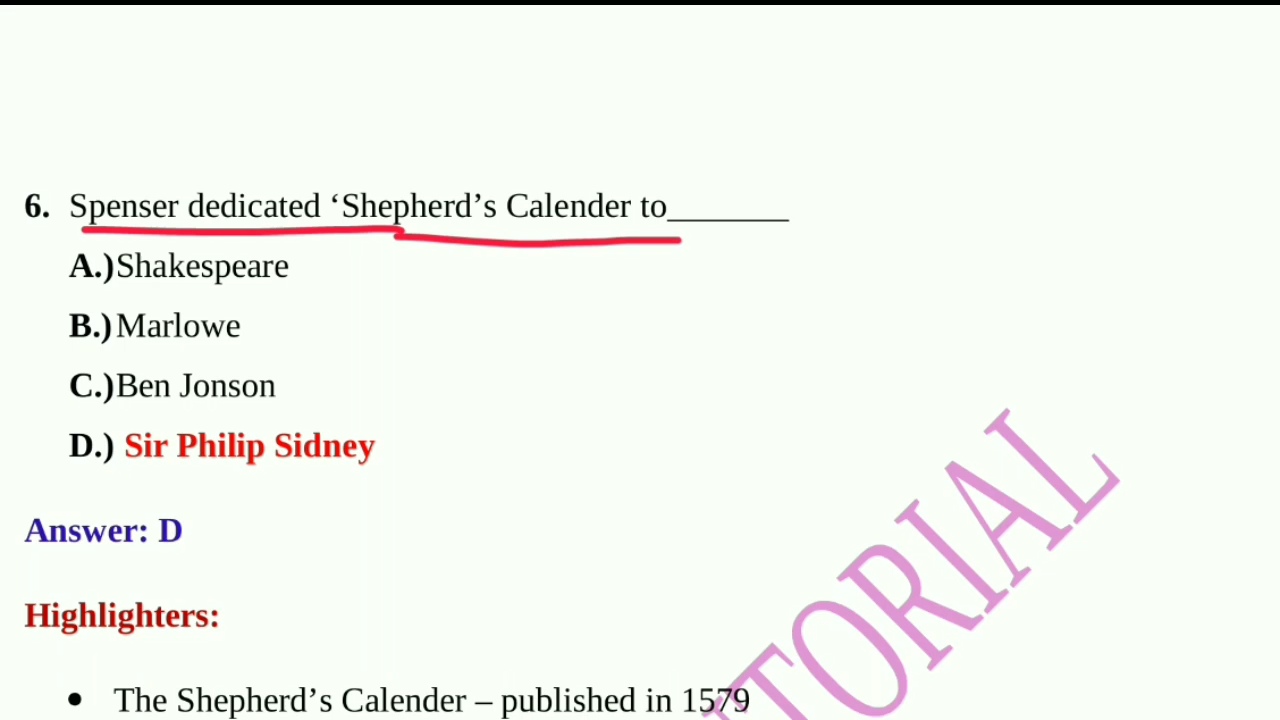 6. Spenser dedicated ‘Shepherd’s Calender to_______
A.)Shakespeare
B.)Marlowe
C.)Ben Jonson
D.) Sir Philip Sidney
Answer: D
Highlighters:
• The Shepherd’s Calender – published in 1579
TORIAL